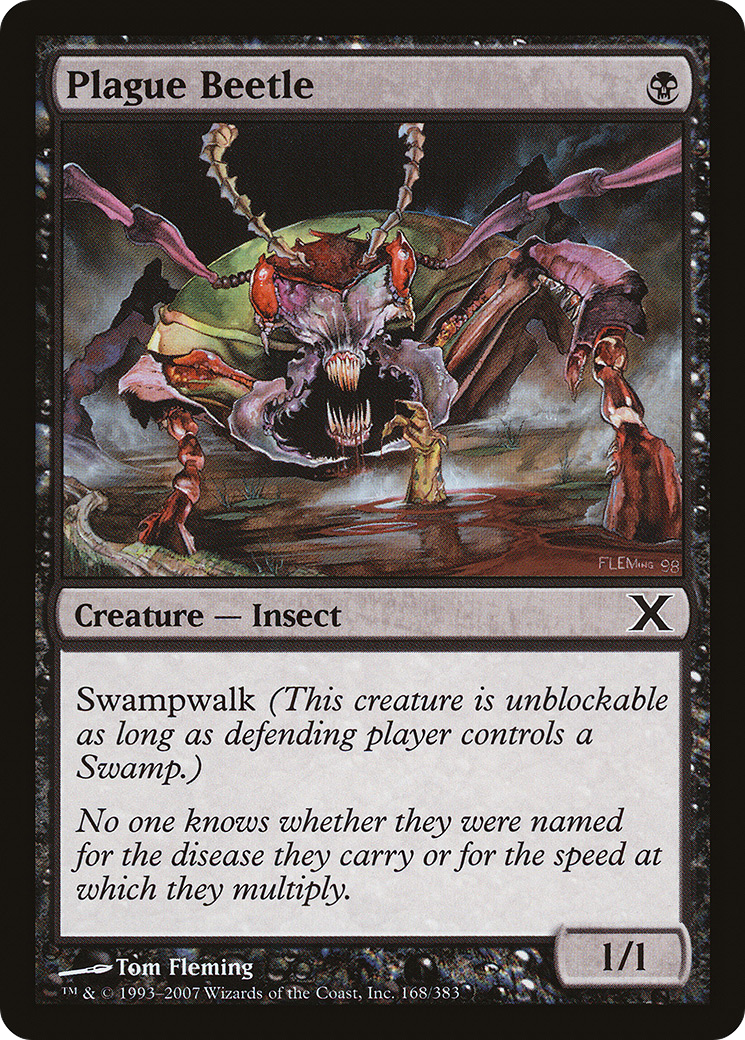 Plague Beetle
FLEMING 98
Creature — Insect
X
Swampwalk (This creature is unblockable
as long as defending player controls a
Swamp.)
No one knows whether they were named
for the disease they carry or for the speed at
which they multiply.
1/1
Tom Fleming
™ & © 1993–2007 Wizards of the Coast, Inc. 168/383